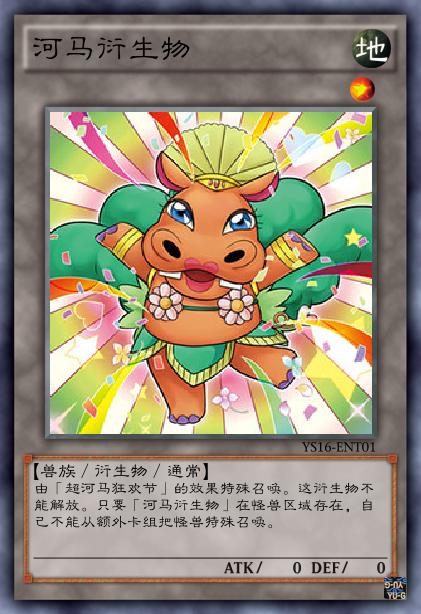 河马衍生物
地
YS16-ENT01
【兽族／衍生物／通常】
由「超河马狂欢节」的效果特殊召唤。这衍生物不
能解放。只要「河马衍生物」在怪兽区域存在，自
己不能从额外卡组把怪兽特殊召唤。
ATK/ 0 DEF/ 0